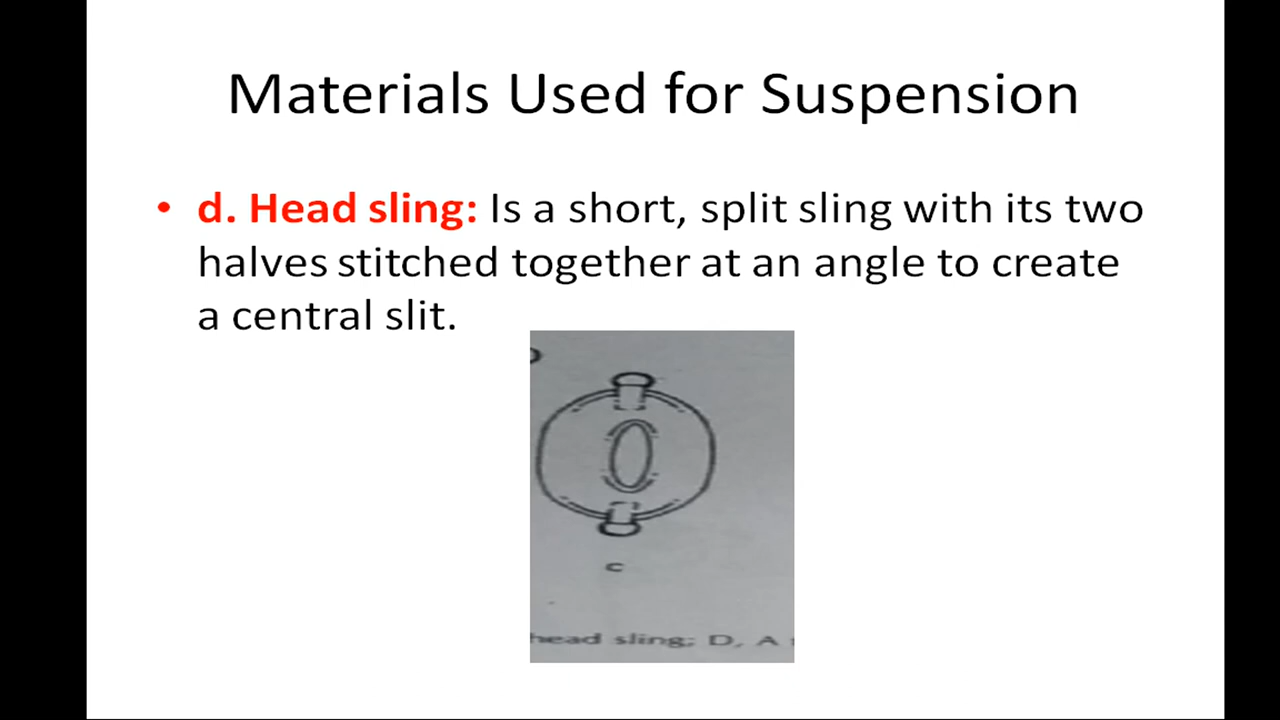 Materials Used for Suspension
• d. Head sling: Is a short, split sling with its two
halves stitched together at an angle to create
a central slit.
c
head sling; D, A